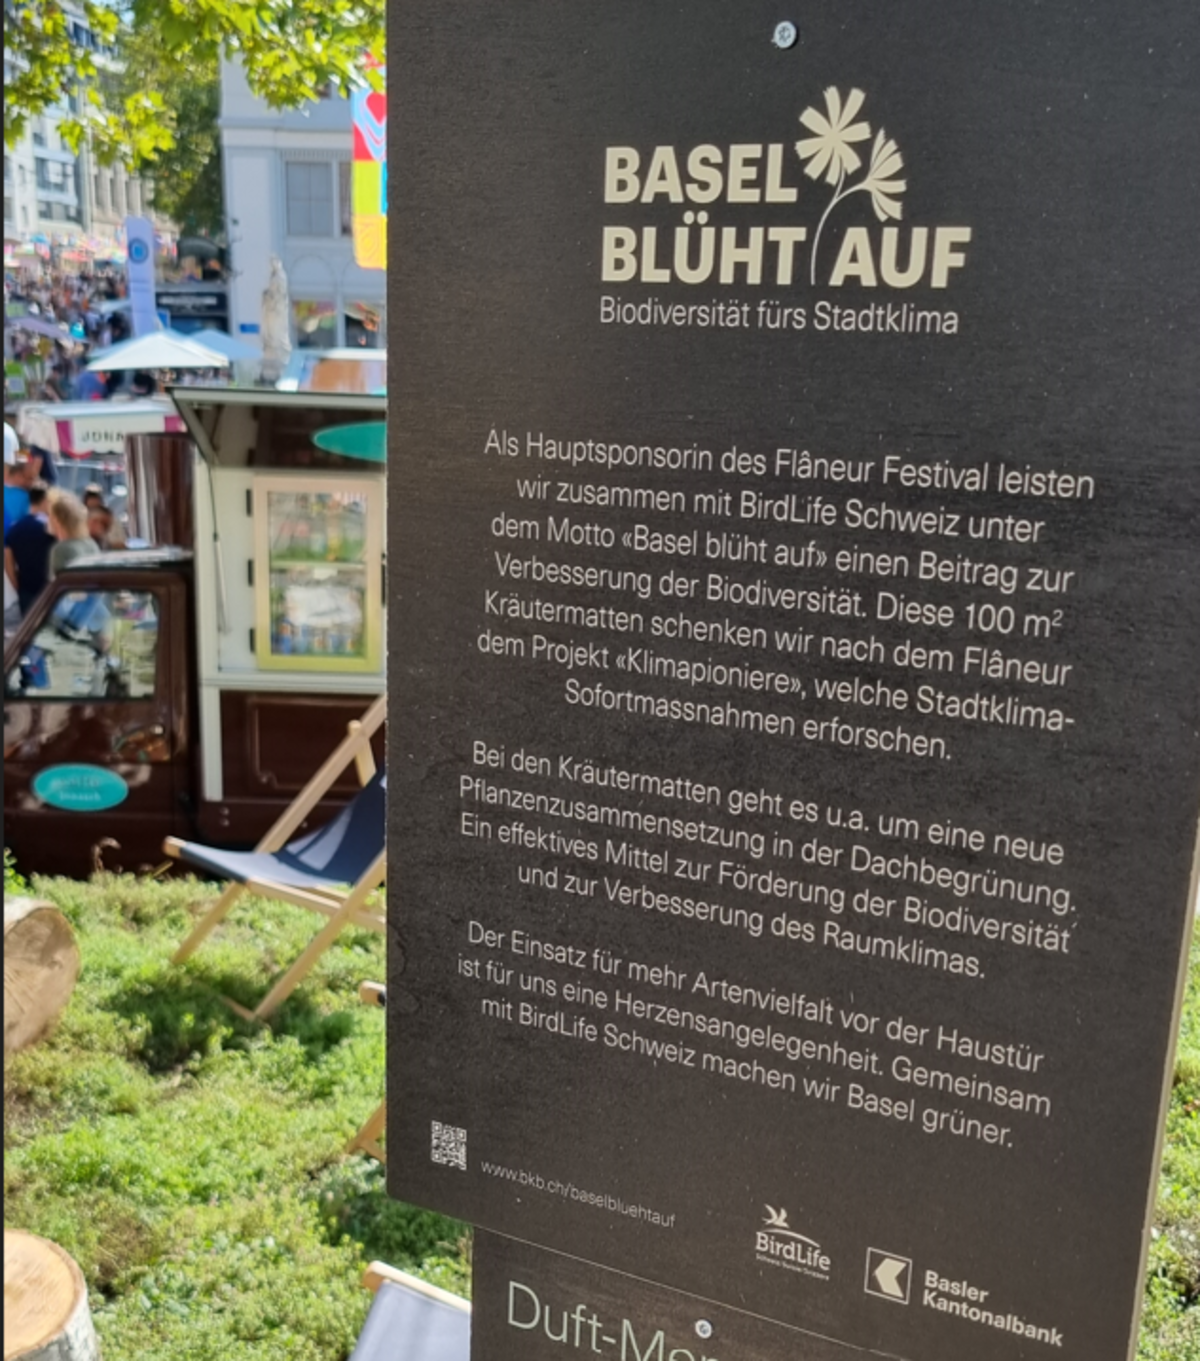 BASEL
BLÜHT AUF
Biodiversität fürs Stadtklima
Als Hauptsponsorin des Flâneur Festival leisten
wir zusammen mit BirdLife Schweiz unter
dem Motto «Basel blüht auf» einen Beitrag zur
Verbesserung der Biodiversität. Diese 100 m²
Kräutermatten schenken wir nach dem Flâneur
dem Projekt «Klimapioniere», welche Stadtklima-
Sofortmassnahmen erforschen.
Bei den Kräutermatten geht es u.a. um eine neue
Pflanzenzusammensetzung in der Dachbegrünung.
Ein effektives Mittel zur Förderung der Biodiversität
und zur Verbesserung des Raumklimas.
Der Einsatz für mehr Artenvielfalt vor der Haustür
ist für uns eine Herzensangelegenheit. Gemeinsam
mit BirdLife Schweiz machen wir Basel grüner.
www.bkb.ch/baselbluehtauf
BirdLife
Basler
Kantonalbank
Duft-